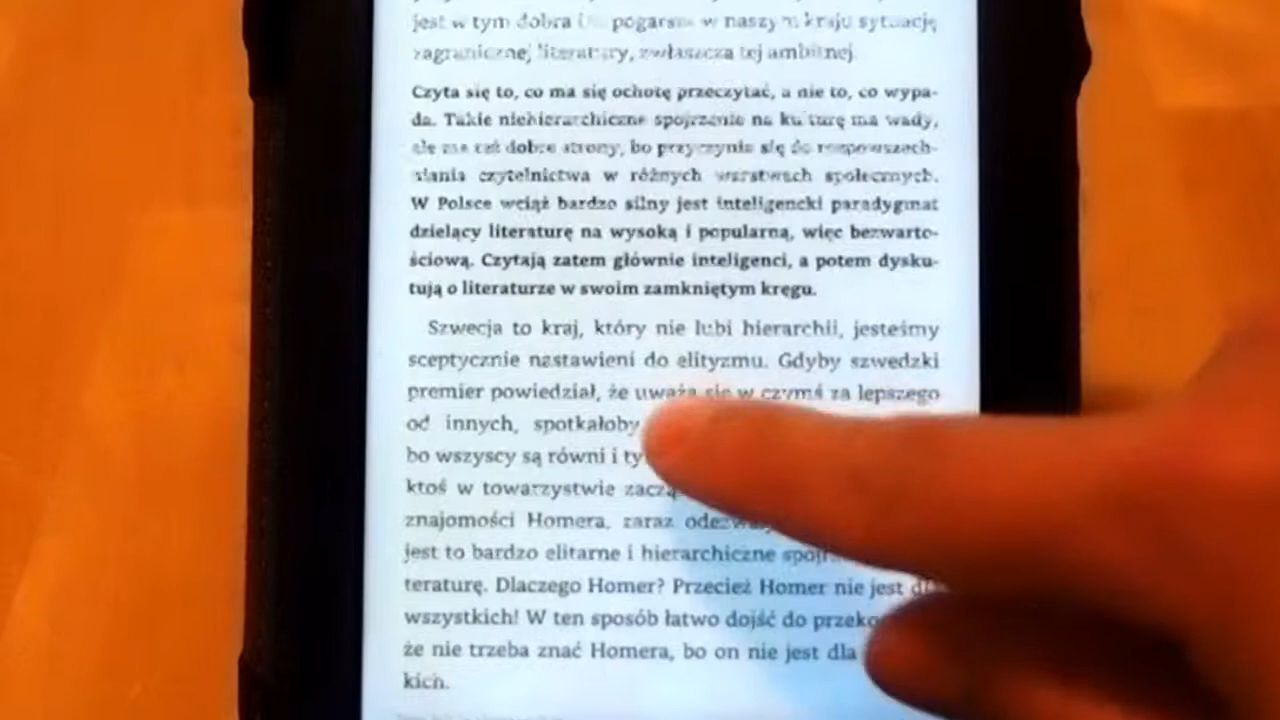 jest w tym dobra i pogarsza w naszym kraju sytuację
zagranicznej literatury, zwłaszcza tej ambitnej.
Czyta się to, co ma się ochotę przeczytać, a nie to, co wypa-
da. Takie niehierarchiczne spojrzenie na kulturę ma wady,
ale ma też dobre strony, bo przyczynia się do rozpowszech-
niania czytelnictwa w różnych warstwach społecznych.
W Polsce wciąż bardzo silny jest inteligencki paradygmat
dzielący literaturę na wysoką i popularną, więc bezwarto-
ściową. Czytają zatem głównie inteligenci, a potem dysku-
tują o literaturze w swoim zamkniętym kręgu.
Szwecja to kraj, który nie lubi hierarchii, jesteśmy
sceptycznie nastawieni do elityzmu. Gdyby szwedzki
premier powiedział, że uważa się w czymś za lepszego
od innych, spotkałoby
bo wszyscy są równi i
ktoś w towarzystwie
znajomości Homera, zaraz
jest to bardzo elitarne i hierarchiczne
teraturę. Dlaczego Homer? Przecież Homer nie jest
wszystkich! W ten sposób łatwo dojść do
że nie trzeba znać Homera, bo on nie jest dla
kich.